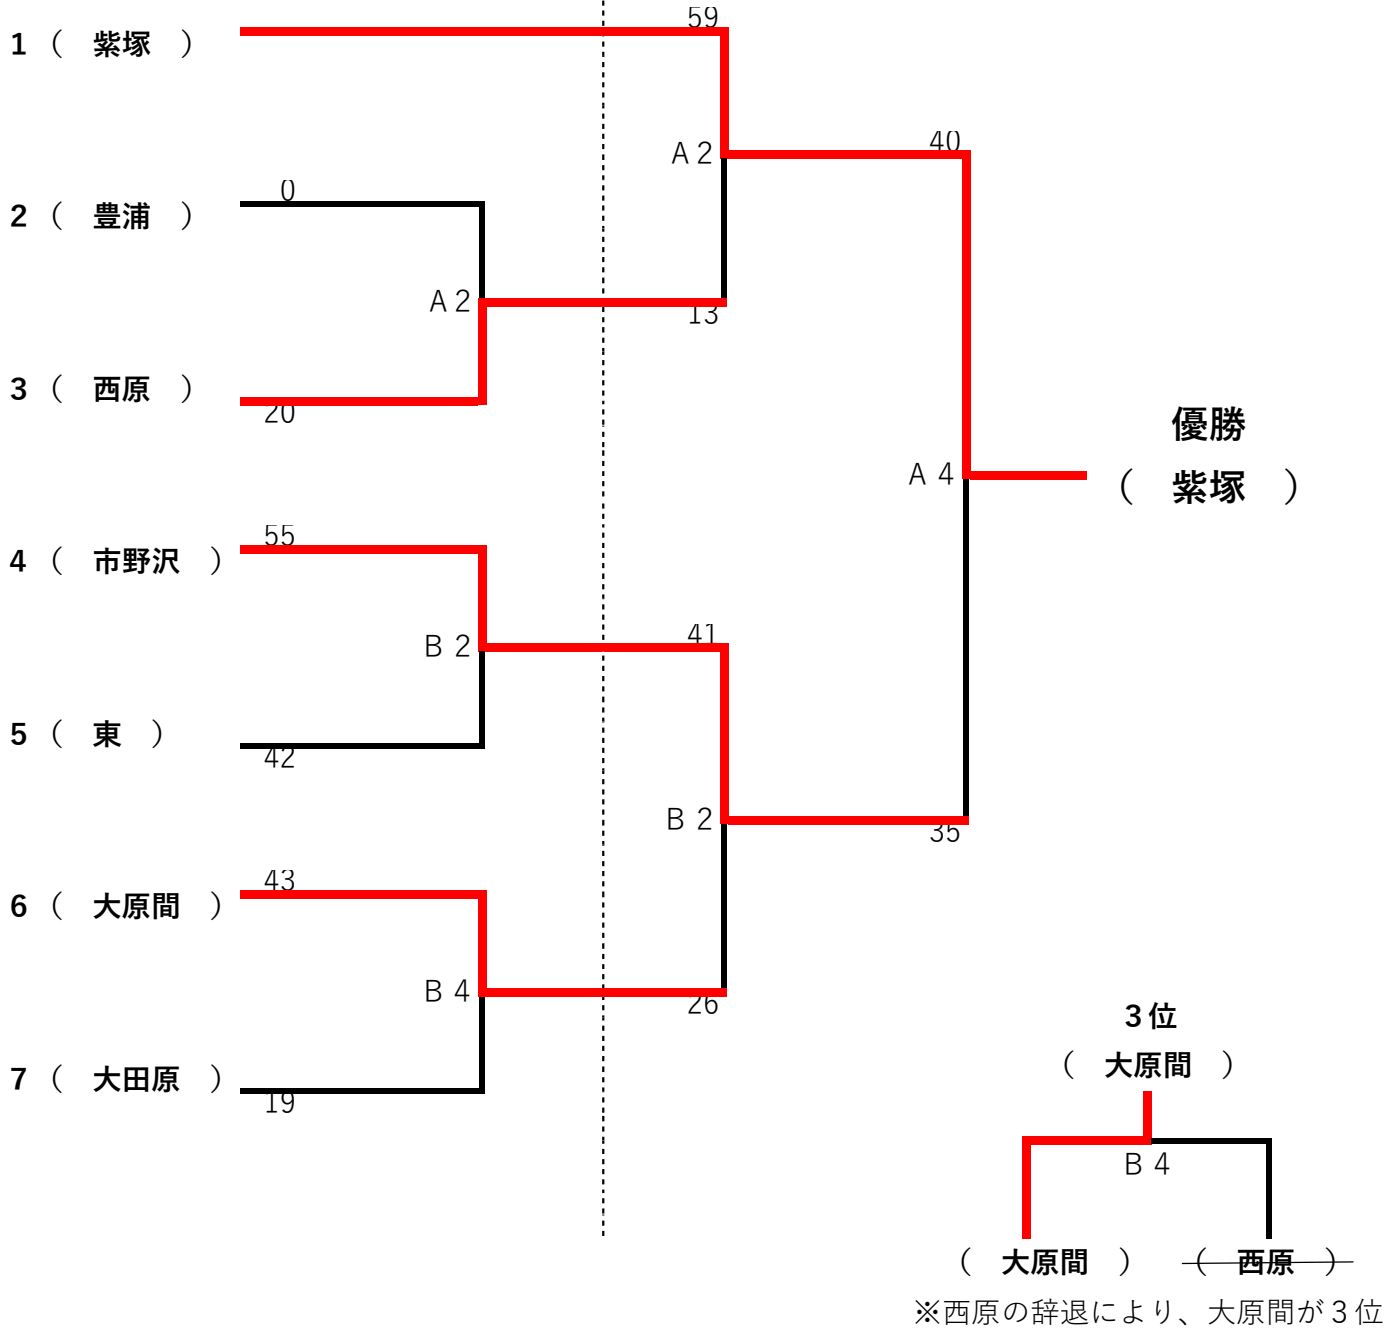 59
1 （　紫塚　）
40
A 2
0
2 （　豊浦　）
A 2
13
3 （　西原　）
20
優勝
A 4
（　紫塚　）
55
4 （　市野沢　）
41
B 2
5 （　東　）
42
B 2
35
43
6 （　大原間　）
B 4
26
3位
（　大原間　）
7 （　大田原　）
19
B 4
（　大原間　） （　西原　）
※西原の辞退により、大原間が３位